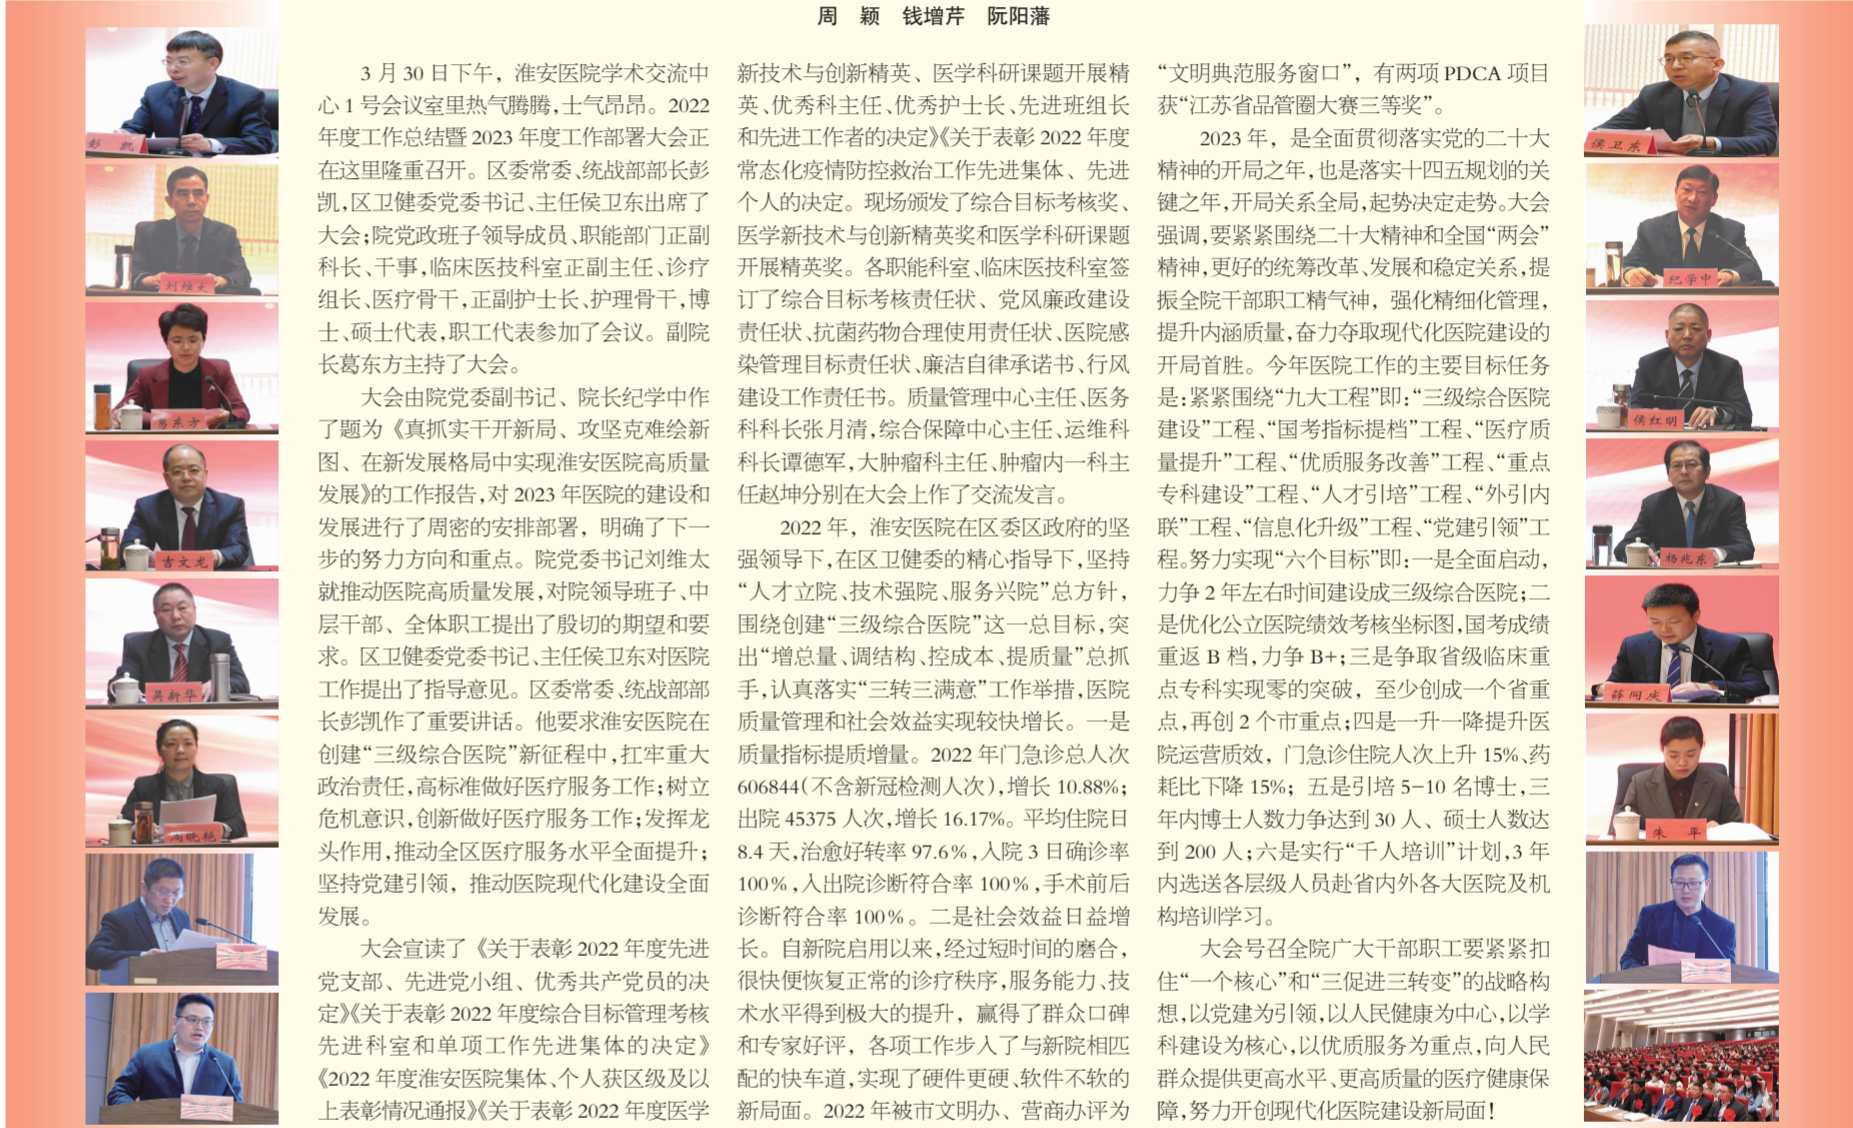 周　颖　钱增芹　阮阳藩
3 月 30 日下午，淮安医院学术交流中
心 1 号会议室里热气腾腾，士气昂昂。2022
年度工作总结暨 2023 年度工作部署大会正
在这里隆重召开。区委常委、统战部部长彭
凯，区卫健委党委书记、主任侯卫东出席了
大会；院党政班子领导成员、职能部门正副
科长、干事，临床医技科室正副主任、诊疗
组长、医疗骨干，正副护士长、护理骨干，博
士、硕士代表，职工代表参加了会议。副院
长葛东方主持了大会。
大会由院党委副书记、院长纪学中作
了题为《真抓实干开新局、攻坚克难绘新
图、在新发展格局中实现淮安医院高质量
发展》的工作报告，对 2023 年医院的建设和
发展进行了周密的安排部署，明确了下一
步的努力方向和重点。院党委书记刘维太
就推动医院高质量发展，对院领导班子、中
层干部、全体职工提出了殷切的期望和要
求。区卫健委党委书记、主任侯卫东对医院
工作提出了指导意见。区委常委、统战部部
长彭凯作了重要讲话。他要求淮安医院在
创建“三级综合医院”新征程中，扛牢重大
政治责任，高标准做好医疗服务工作；树立
危机意识，创新做好医疗服务工作；发挥龙
头作用，推动全区医疗服务水平全面提升；
坚持党建引领，推动医院现代化建设全面
发展。
大会宣读了《关于表彰 2022 年度先进
党支部、先进党小组、优秀共产党员的决
定》《关于表彰 2022 年度综合目标管理考核
先进科室和单项工作先进集体的决定》
《2022 年度淮安医院集体、个人获区级及以
上表彰情况通报》《关于表彰 2022 年度医学
新技术与创新精英、医学科研课题开展精
英、优秀科主任、优秀护士长、先进班组长
和先进工作者的决定》《关于表彰 2022 年度
常态化疫情防控救治工作先进集体、先进
个人的决定。现场颁发了综合目标考核奖、
医学新技术与创新精英奖和医学科研课题
开展精英奖。各职能科室、临床医技科室签
订了综合目标考核责任状、党风廉政建设
责任状、抗菌药物合理使用责任状、医院感
染管理目标责任状、廉洁自律承诺书、行风
建设工作责任书。质量管理中心主任、医务
科科长张月清，综合保障中心主任、运维科
科长谭德军，大肿瘤科主任、肿瘤内一科主
任赵坤分别在大会上作了交流发言。
2022 年，淮安医院在区委区政府的坚
强领导下，在区卫健委的精心指导下，坚持
“人才立院、技术强院、服务兴院”总方针，
围绕创建“三级综合医院”这一总目标，突
出“增总量、调结构、控成本、提质量”总抓
手，认真落实“三转三满意”工作举措，医院
质量管理和社会效益实现较快增长。一是
质量指标提质增量。2022 年门急诊总人次
606844（不含新冠检测人次），增长 10.88%；
出院 45375 人次，增长 16.17%。平均住院日
8.4 天，治愈好转率 97.6%，入院 3 日确诊率
100%，入出院诊断符合率 100%，手术前后
诊断符合率 100%。二是社会效益日益增
长。自新院启用以来，经过短时间的磨合，
很快便恢复正常的诊疗秩序，服务能力、技
术水平得到极大的提升，赢得了群众口碑
和专家好评，各项工作步入了与新院相匹
配的快车道，实现了硬件更硬、软件不软的
新局面。2022 年被市文明办、营商办评为
“文明典范服务窗口”，有两项 PDCA 项目
获“江苏省品管圈大赛三等奖”。
2023 年，是全面贯彻落实党的二十大
精神的开局之年，也是落实十四五规划的关
键之年，开局关系全局，起势决定走势。大会
强调，要紧紧围绕二十大精神和全国“两会”
精神，更好的统筹改革、发展和稳定关系，提
振全院干部职工精气神，强化精细化管理，
提升内涵质量，奋力夺取现代化医院建设的
开局首胜。今年医院工作的主要目标任务
是：紧紧围绕“九大工程”即：“三级综合医院
建设”工程、“国考指标提档”工程、“医疗质
量提升”工程、“优质服务改善”工程、“重点
专科建设”工程、“人才引培”工程、“外引内
联”工程、“信息化升级”工程、“党建引领”工
程。努力实现“六个目标”即：一是全面启动，
力争 2 年左右时间建设成三级综合医院；二
是优化公立医院绩效考核坐标图，国考成绩
重返 B 档，力争 B+；三是争取省级临床重
点专科实现零的突破，至少创成一个省重
点，再创 2 个市重点；四是一升一降提升医
院运营质效，门急诊住院人次上升 15%、药
耗比下降 15%；五是引培 5-10 名博士，三
年内博士人数力争达到 30 人、硕士人数达
到 200 人；六是实行“千人培训”计划，3 年
内选送各层级人员赴省内外各大医院及机
构培训学习。
大会号召全院广大干部职工要紧紧扣
住“一个核心”和“三促进三转变”的战略构
想，以党建为引领，以人民健康为中心，以学
科建设为核心，以优质服务为重点，向人民
群众提供更高水平、更高质量的医疗健康保
障，努力开创现代化医院建设新局面！
彭 凯
刘维太
葛东方
吉文龙
吴新华
周晓艳
侯卫东
纪学中
侯红明
杨兆东
薛同庆
朱 平